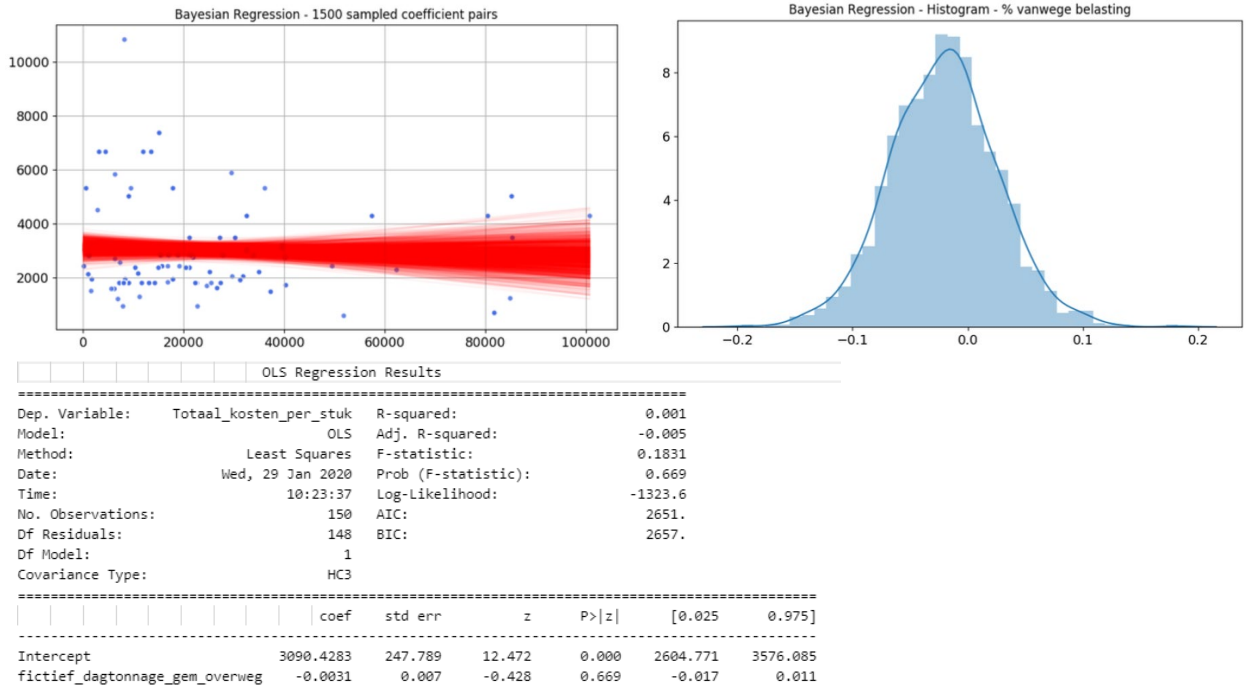 Bayesian Regression - 1500 sampled coefficient pairs
10000
8000
6000
4000
2000
0 20000 40000 60000 80000 100000
Bayesian Regression - Histogram - % vanwege belasting
8
6
4
2
0
−0.2 −0.1 0.0 0.1 0.2
OLS Regression Results
==============================================================================
Dep. Variable: Totaal_kosten_per_stuk R-squared: 0.001
Model: OLS Adj. R-squared: -0.005
Method: Least Squares F-statistic: 0.1831
Date: Wed, 29 Jan 2020 Prob (F-statistic): 0.669
Time: 10:23:37 Log-Likelihood: -1323.6
No. Observations: 150 AIC: 2651.
Df Residuals: 148 BIC: 2657.
Df Model: 1
Covariance Type: HC3
==============================================================================
coef std err z P>|z| [0.025 0.975]
------------------------------------------------------------------------------
Intercept 3090.4283 247.789 12.472 0.000 2604.771 3576.085
fictief_dagtonnage_gem_overweg -0.0031 0.007 -0.428 0.669 -0.017 0.011